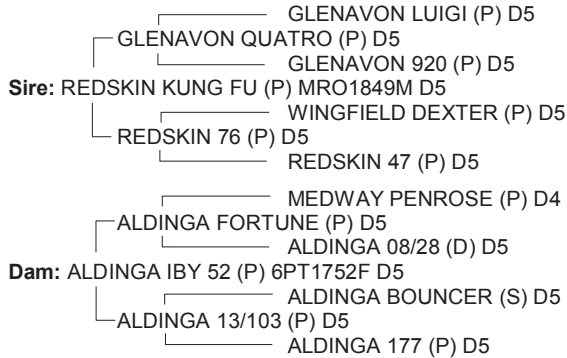 GLENAVON LUIGI (P) D5
GLENAVON QUATRO (P) D5
GLENAVON 920 (P) D5
Sire: REDSKIN KUNG FU (P) MRO1849M D5
WINGFIELD DEXTER (P) D5
REDSKIN 76 (P) D5
REDSKIN 47 (P) D5
MEDWAY PENROSE (P) D4
ALDINGA FORTUNE (P) D5
ALDINGA 08/28 (D) D5
Dam: ALDINGA IBY 52 (P) 6PT1752F D5
ALDINGA BOUNCER (S) D5
ALDINGA 13/103 (P) D5
ALDINGA 177 (P) D5